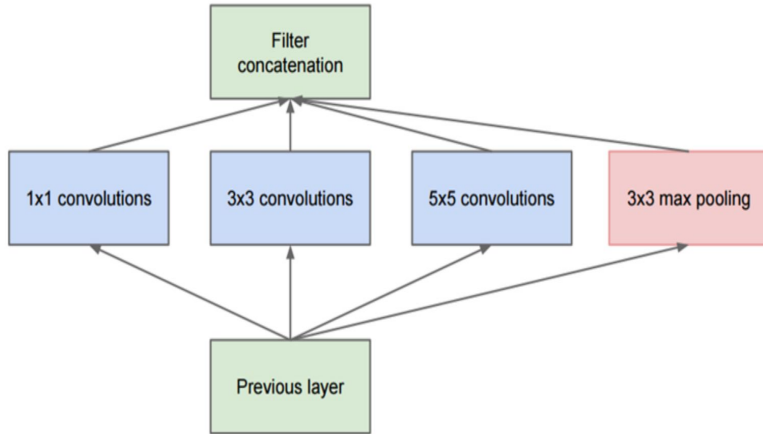 Filter
concatenation
1x1 convolutions
3x3 convolutions
5x5 convolutions
3x3 max pooling
Previous layer